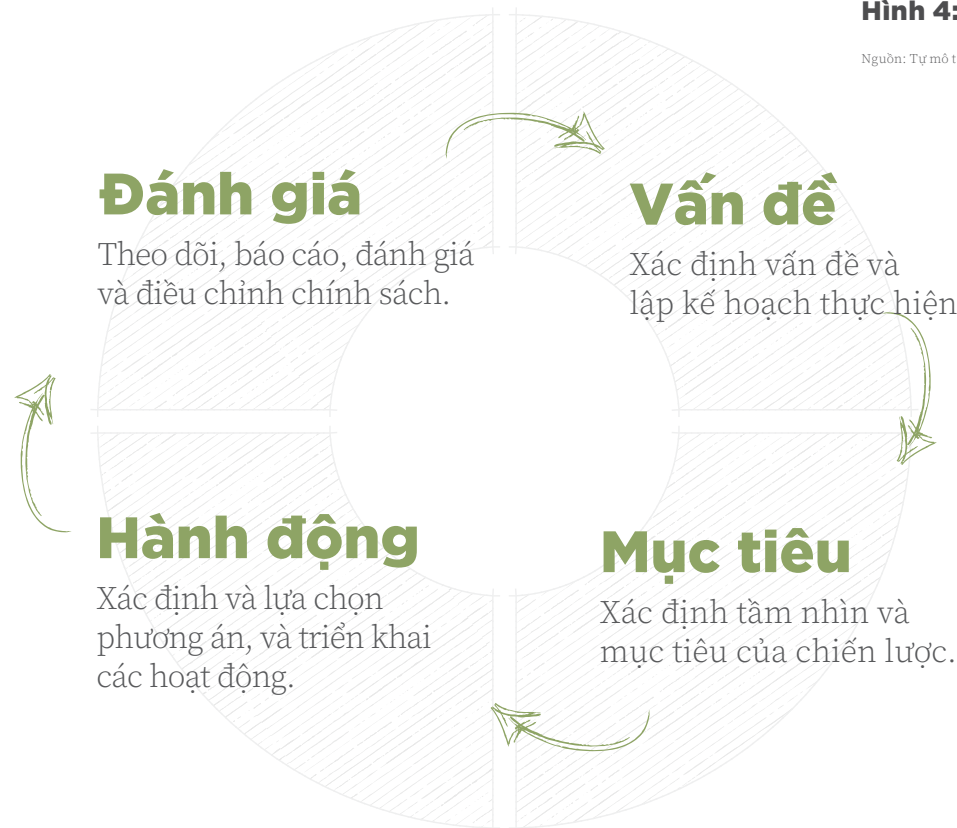 Hình 4:
Nguồn: Tự mô t
Đánh giá
Theo dõi, báo cáo, đánh giá
và điều chỉnh chính sách.
Vấn đề
Xác định vấn đề và
lập kế hoạch thực hiện
Hành động
Xác định và lựa chọn
phương án, và triển khai
các hoạt động.
Mục tiêu
Xác định tầm nhìn và
mục tiêu của chiến lược.